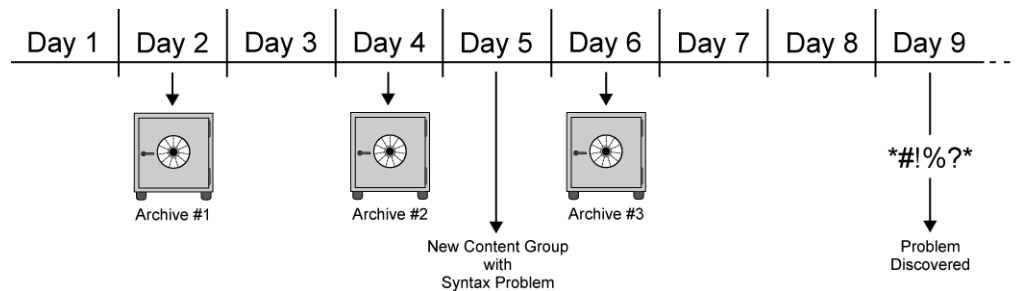 Day 1 Day 2 Day 3 Day 4 Day 5 Day 6 Day 7 Day 8 Day 9
*#!%?*
Archive #1 Archive #2 Archive #3
New Content Group
with
Syntax Problem
Problem
Discovered